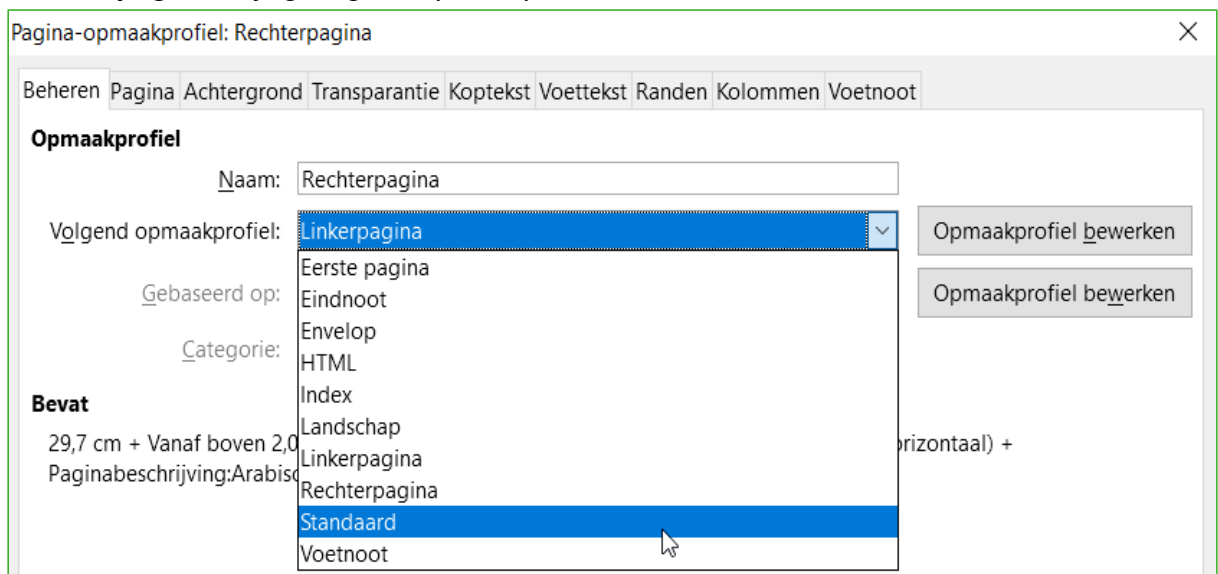 Pagina-opmaakprofiel: Rechterpagina
Beheren Pagina Achtergrond Transparantie Koptekst Voettekst Randen Kolommen Voetnoot
Opmaakprofiel
Naam: Rechterpagina
Volgend opmaakprofiel: Linkerpagina Opmaakprofiel bewerken
Eerste pagina
Gebaseerd op: Eindnoot Opmaakprofiel bewerken
Envelop
Categorie: HTML
Index
Bevat
Landschap
29,7 cm + Vanaf boven 2,0 Linkerpagina horizontaal) +
Paginabeschrijving:Arabisc Rechterpagina
Standaard
Voetnoot